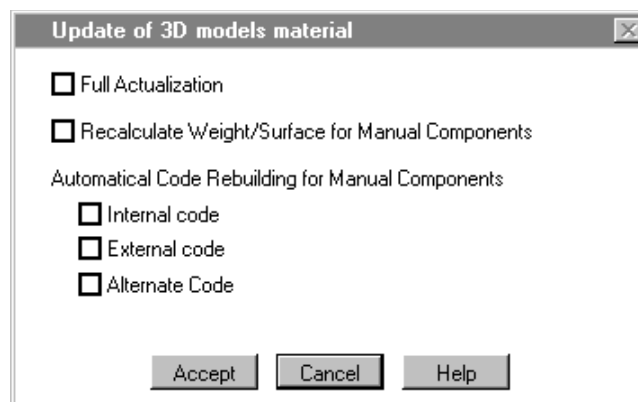 Update of 3D models material
Full Actualization
Recalculate Weight/Surface for Manual Components
Automatical Code Rebuilding for Manual Components
Internal code
External code
Alternate Code
Accept Cancel Help